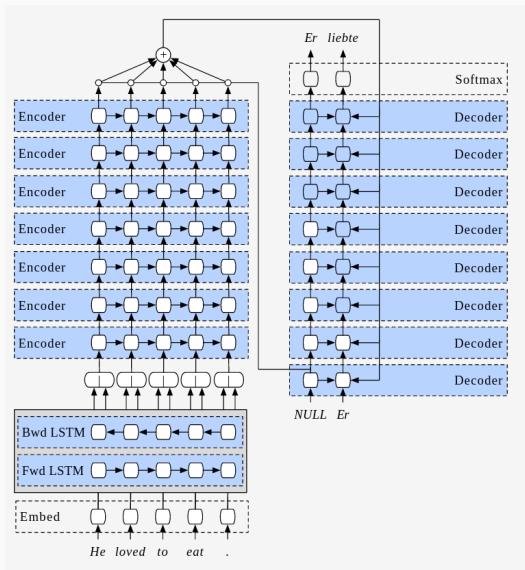 Er liebte
Softmax
Encoder
Encoder
Encoder
Encoder
Encoder
Encoder
Encoder
Decoder
Decoder
Decoder
Decoder
Decoder
Decoder
Decoder
Decoder
NULL Er
+
Bwd LSTM
Fwd LSTM
Embed
He loved to eat .